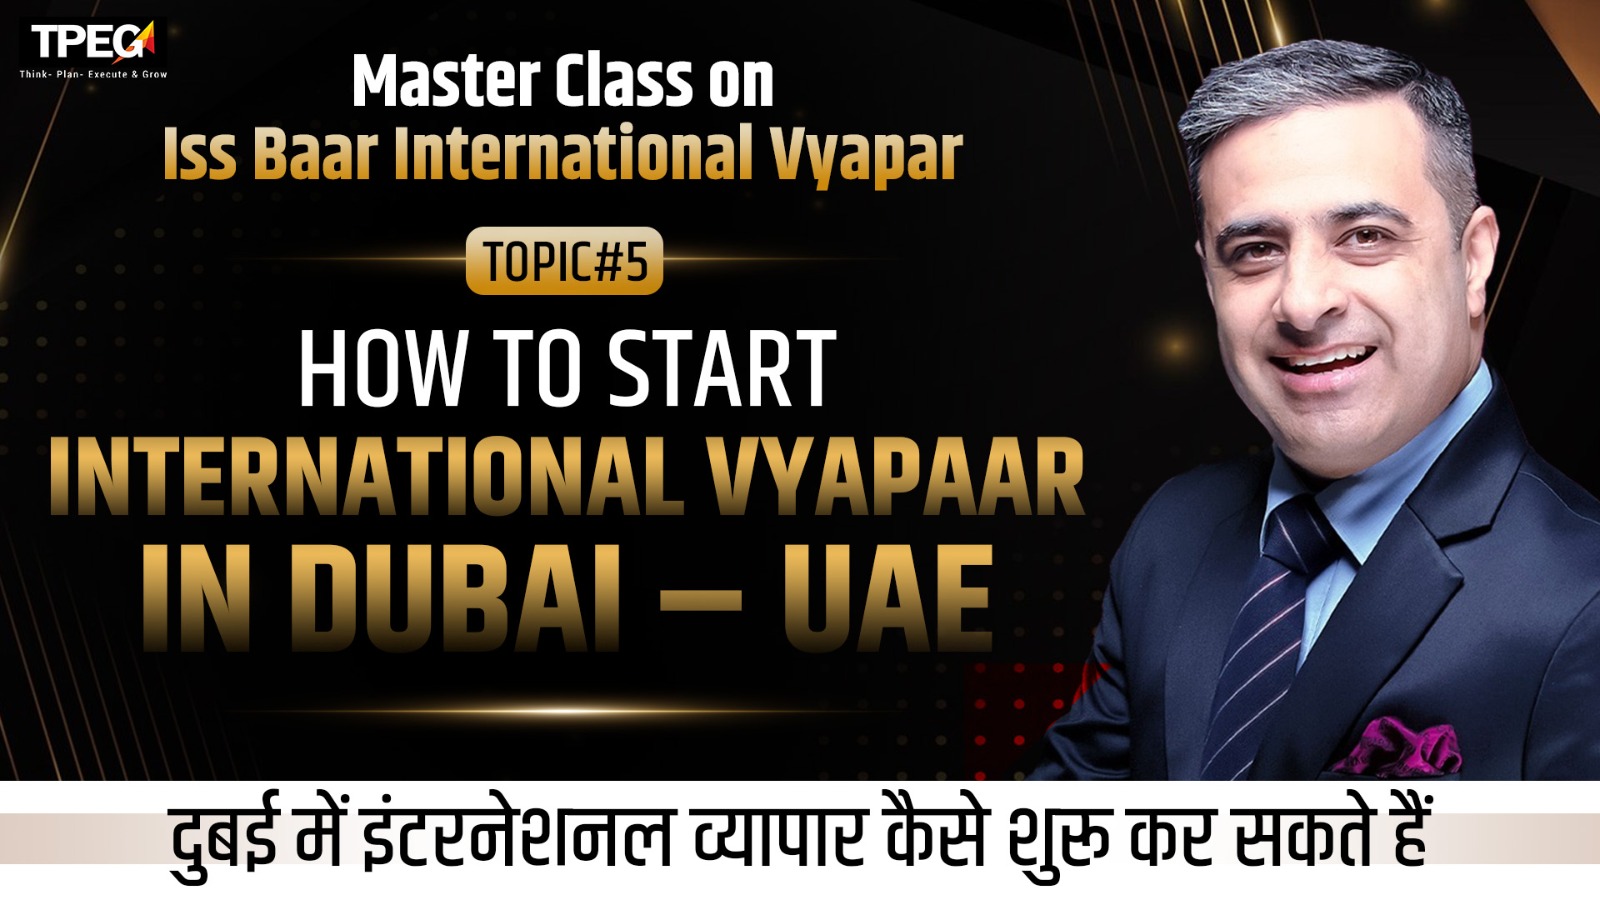 TPEG
Think- Plan- Execute & Grow
Master Class on
Iss Baar International Vyapar
TOPIC#5
HOW TO START
INTERNATIONAL VYAPAAR
IN DUBAI – UAE
दुबई में इंटरनेशनल व्यापार कैसे शुरू कर सकते हैं